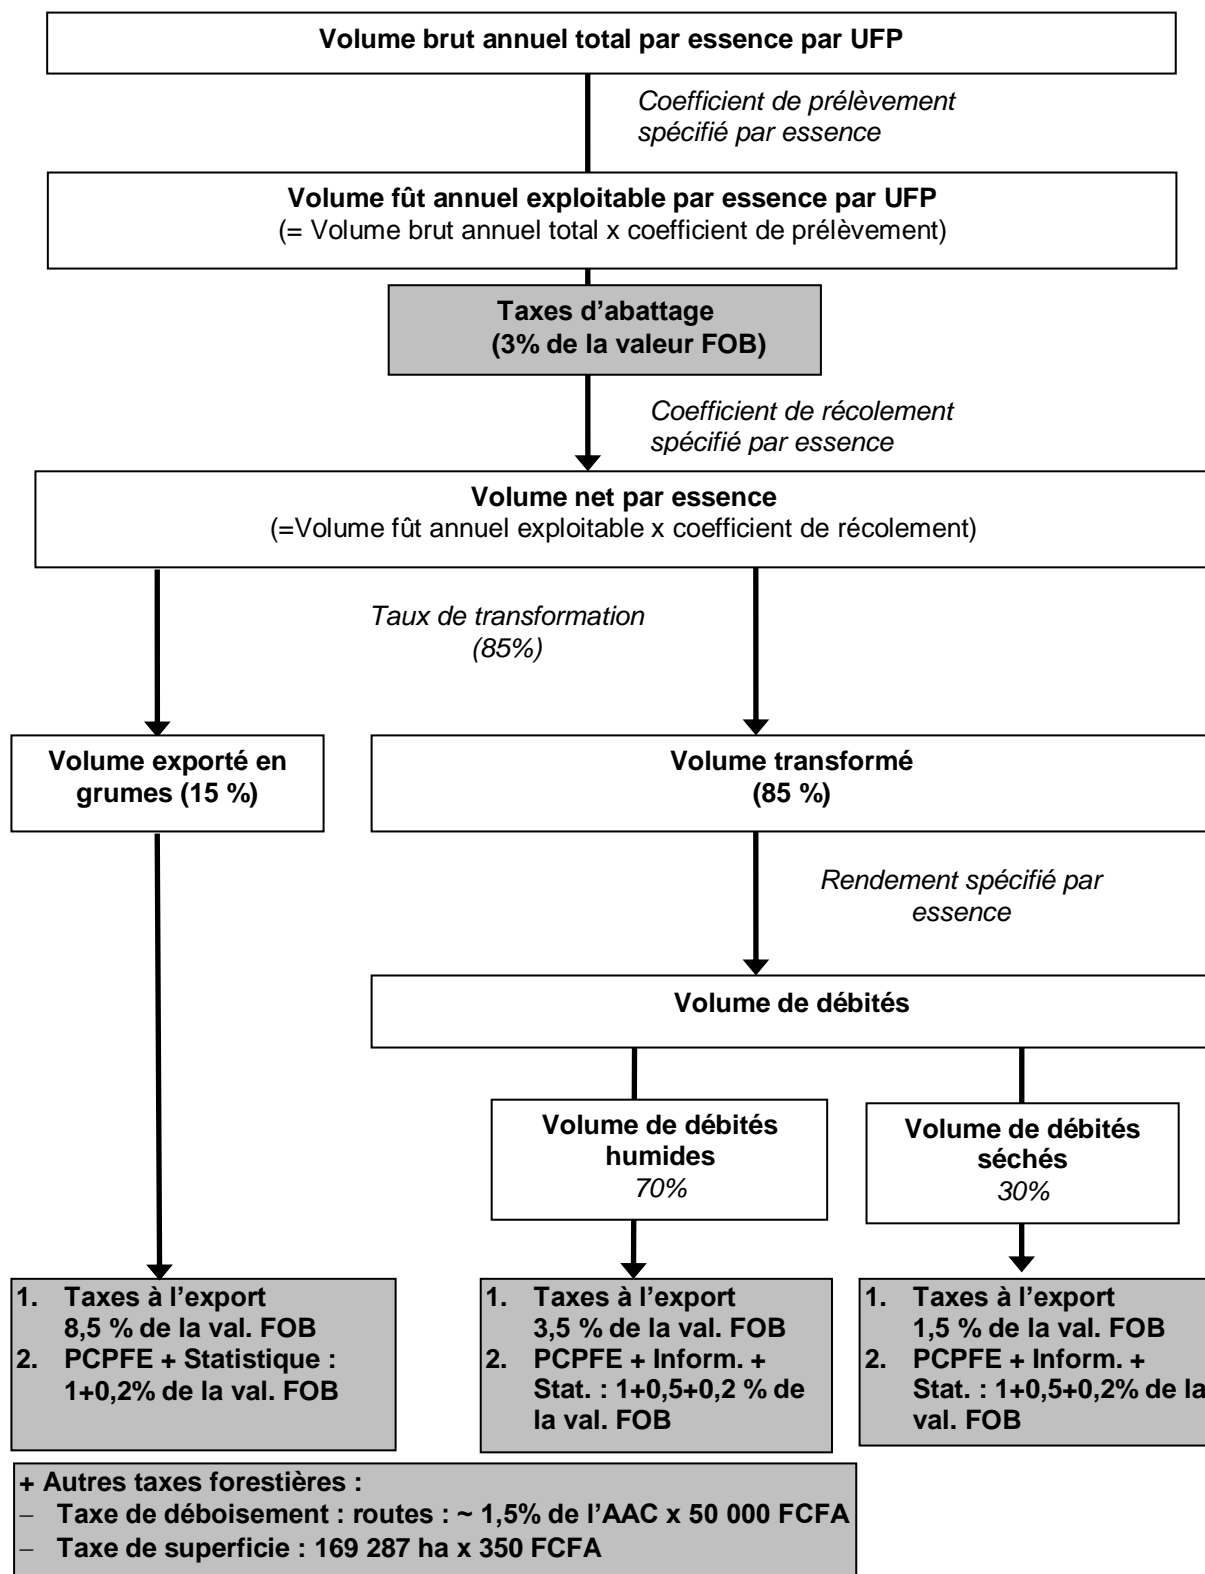 Volume brut annuel total par essence par UFP
Coefficient de prélèvement
spécifié par essence
Volume fût annuel exploitable par essence par UFP
(= Volume brut annuel total x coefficient de prélèvement)
Taxes d’abattage
(3% de la valeur FOB)
Coefficient de récolement
spécifié par essence
Volume net par essence
(=Volume fût annuel exploitable x coefficient de récolement)
Taux de transformation
(85%)
Volume exporté en
grumes (15 %)
Volume transformé
(85 %)
Rendement spécifié par
essence
Volume de débités
Volume de débités
humides
70%
Volume de débités
séchés
30%
1. Taxes à l’export
8,5 % de la val. FOB
2. PCPFE + Statistique :
1+0,2% de la val. FOB
1. Taxes à l’export
3,5 % de la val. FOB
2. PCPFE + Inform. +
Stat. : 1+0,5+0,2 % de
la val. FOB
1. Taxes à l’export
1,5 % de la val. FOB
2. PCPFE + Inform. +
Stat. : 1+0,5+0,2% de la
val. FOB
+ Autres taxes forestières :
− Taxe de déboisement : routes : ~ 1,5% de l’AAC x 50 000 FCFA
− Taxe de superficie : 169 287 ha x 350 FCFA